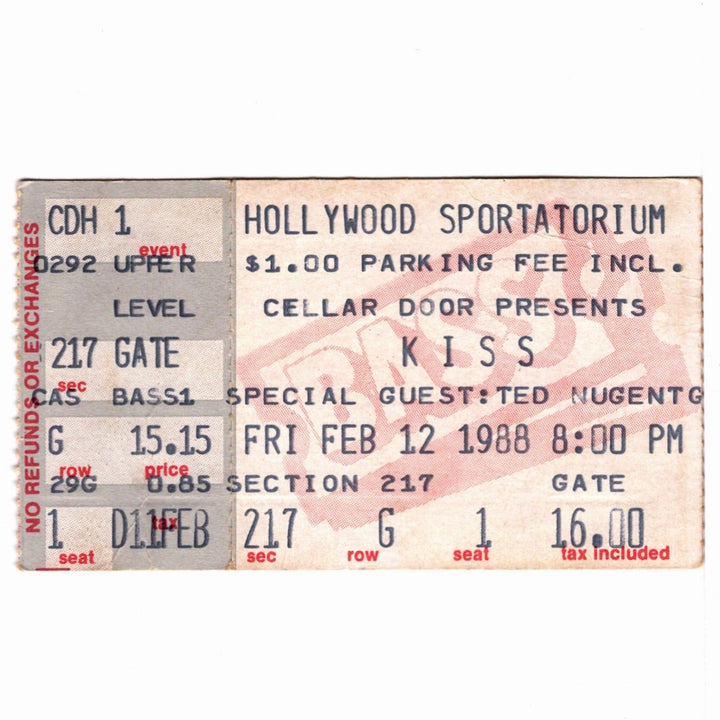 NO REFUNDS OR EXCHANGES
CDH 1
event
0292 UPPER
LEVEL
217 GATE
sec
CAS BASS1
G 15.15
row price
29G 0.85
tax
1 D11FEB
seat
HOLLYWOOD SPORTATORIUM
$1.00 PARKING FEE INCL.
CELLAR DOOR PRESENTS
BASS
KISS
SPECIAL GUEST:TED NUGENTG
FRI FEB 12 1988 8:00 PM
SECTION 217 GATE
217 G 1 16.00
sec row seat tax included